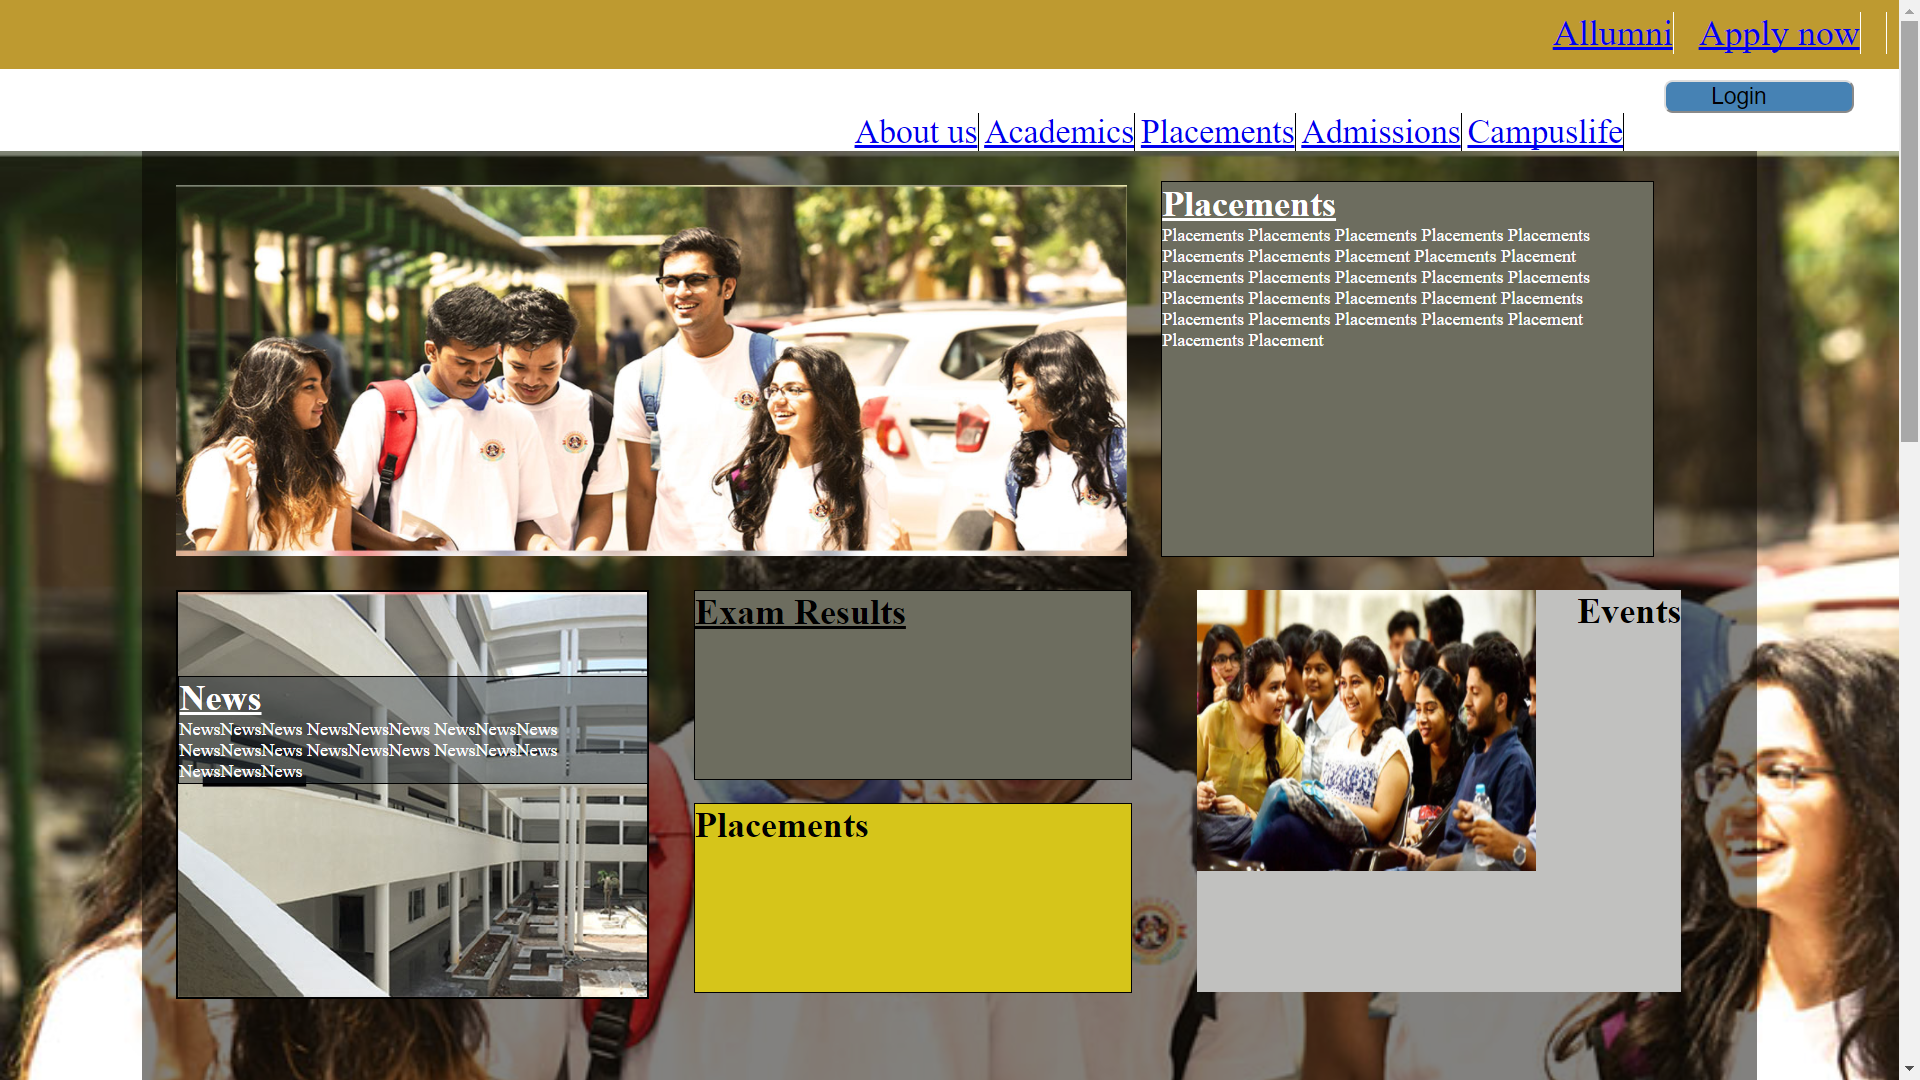 Allumni Apply now
Login
About us Academics Placements Admissions Campuslife
Placements
Placements Placements Placements Placements Placements
Placements Placements Placement Placements Placement
Placements Placements Placements Placements Placements
Placements Placements Placements Placement Placements
Placements Placements Placements Placements Placement
Placements Placement
News
NewsNewsNews NewsNewsNews NewsNewsNews
NewsNewsNews NewsNewsNews NewsNewsNews
NewsNewsNews
Exam Results
Placements
Events